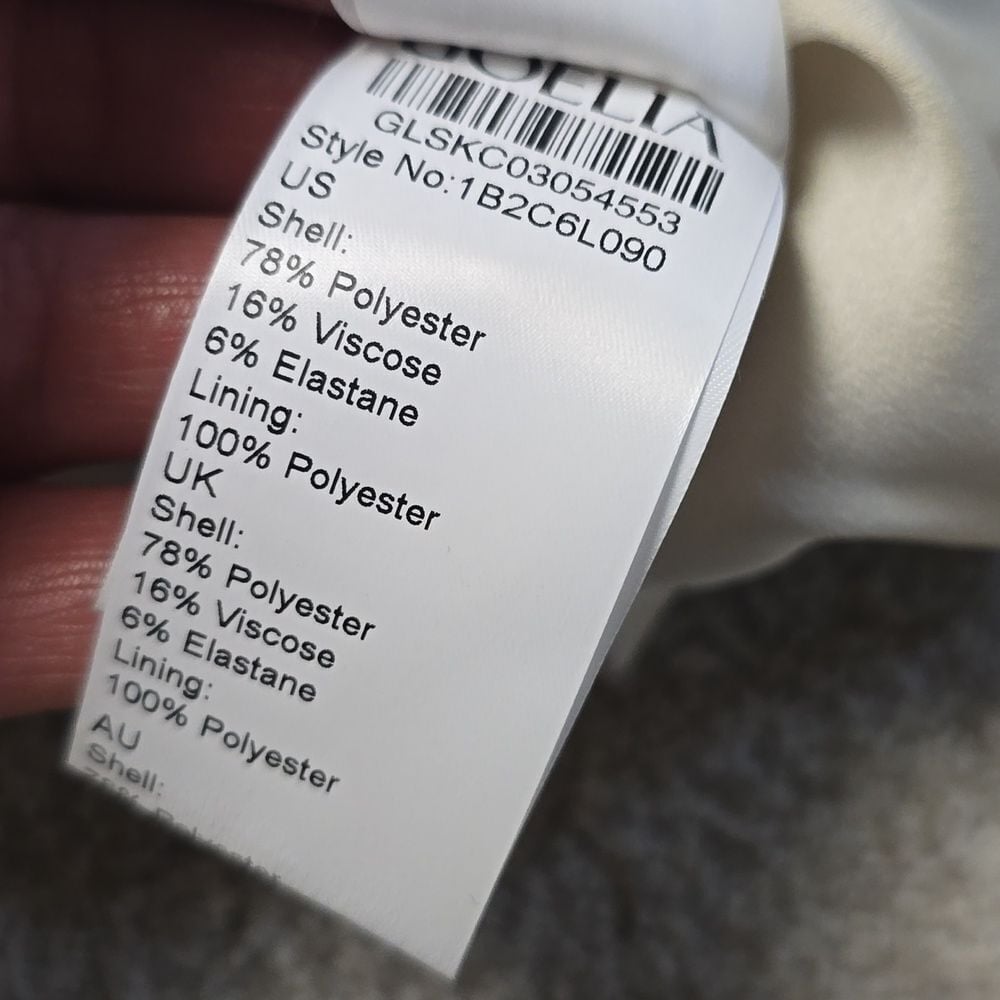 GLSKC03054553
Style No:1B2C6L090
US
Shell:
78% Polyester
16% Viscose
6% Elastane
Lining:
100% Polyester
UK
Shell:
78% Polyester
16% Viscose
6% Elastane
Lining:
100% Polyester
AU
Shell: